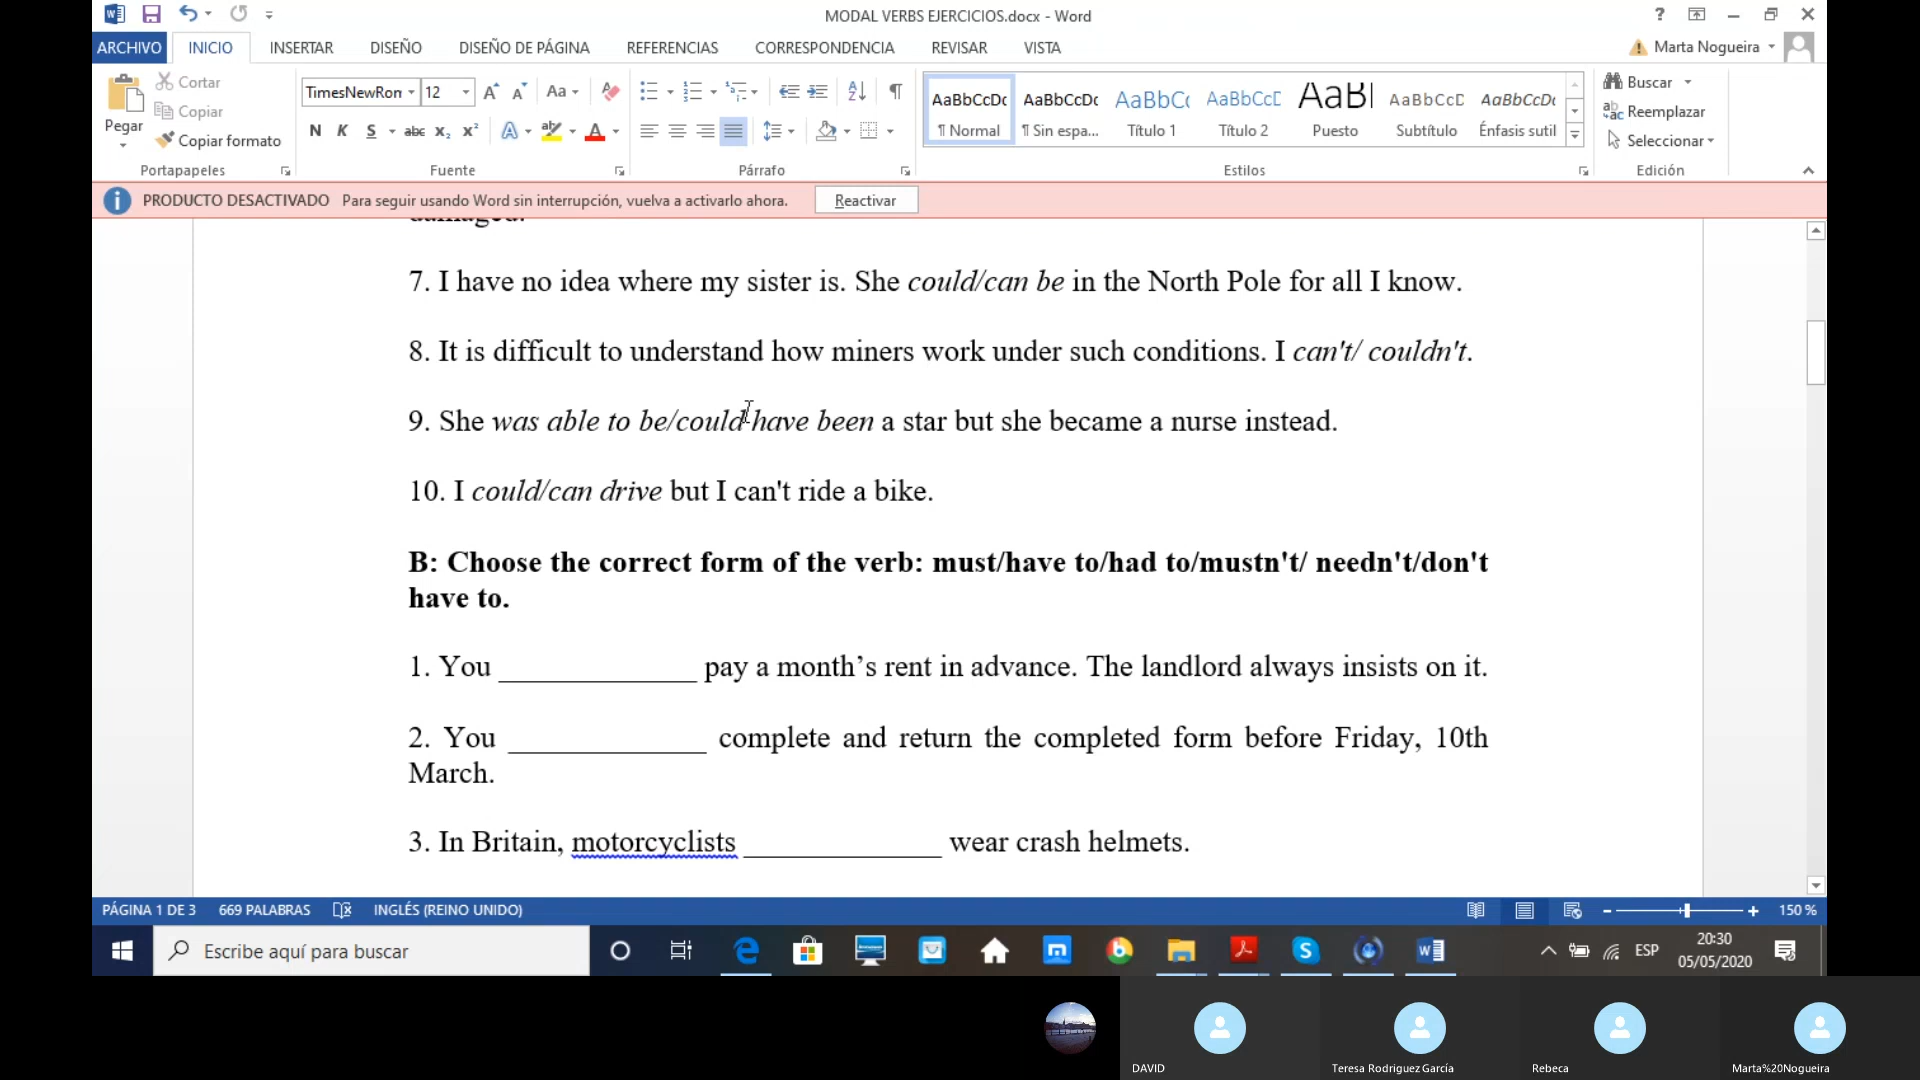 MODAL VERBS EJERCICIOS.docx - Word
ARCHIVO INICIO INSERTAR DISEÑO DISEÑO DE PÁGINA REFERENCIAS CORRESPONDENCIA REVISAR VISTA Marta Nogueira
Pegar
Cortar
Copiar
Copiar formato
Portapapeles
TimesNewRon 12
Fuente
Párrafo
AaBbCcDc AaBbCcDc AaBbCc AaBbCcD AaBl AaBbCcD AaBbCcDc
¶ Normal ¶ Sin espa... Título 1 Título 2 Puesto Subtítulo Énfasis sutil
Estilos
Buscar
Reemplazar
Seleccionar
Edición
PRODUCTO DESACTIVADO Para seguir usando Word sin interrupción, vuelva a activarlo ahora. Reactivar
damaged.
7. I have no idea where my sister is. She could/can be in the North Pole for all I know.
8. It is difficult to understand how miners work under such conditions. I can't/ couldn't.
9. She was able to be/could have been a star but she became a nurse instead.
10. I could/can drive but I can't ride a bike.
B: Choose the correct form of the verb: must/have to/had to/mustn't/ needn't/don't
have to.
1. You ______________ pay a month’s rent in advance. The landlord always insists on it.
2. You ______________ complete and return the completed form before Friday, 10th
March.
3. In Britain, motorcyclists ______________ wear crash helmets.
PÁGINA 1 DE 3 669 PALABRAS INGLÉS (REINO UNIDO) 150 %
Escribe aquí para buscar
ESP
20:30
05/05/2020
DAVID Teresa Rodriguez García Rebeca Marta%20Nogueira